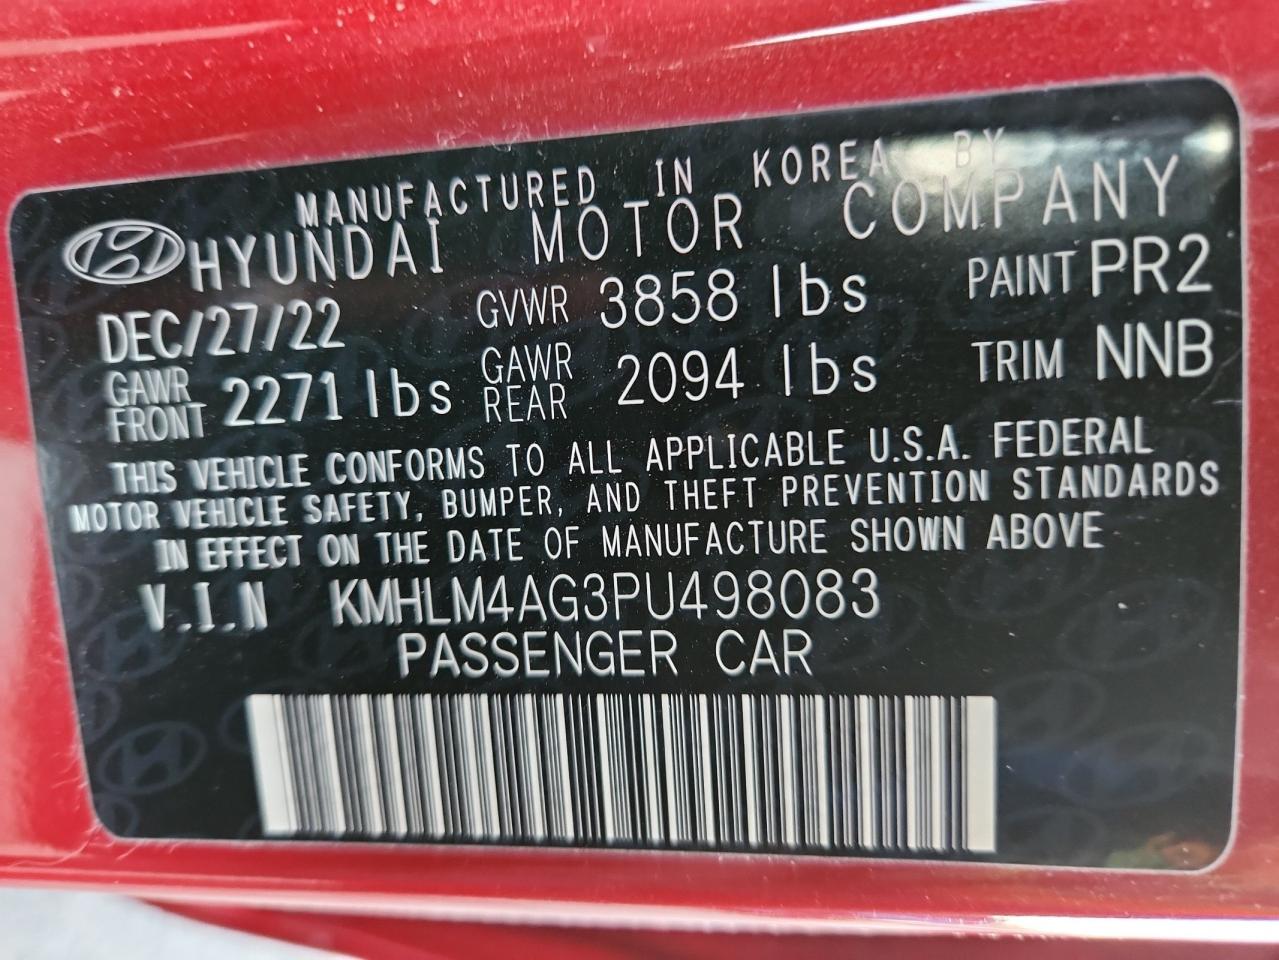 MANUFACTURED IN KOREA BY
HYUNDAI MOTOR COMPANY
DEC/27/22 GVWR 3858 lbs PAINT PR2
GAWR FRONT 2271 lbs GAWR REAR 2094 lbs TRIM NNB
THIS VEHICLE CONFORMS TO ALL APPLICABLE U.S.A. FEDERAL
MOTOR VEHICLE SAFETY, BUMPER, AND THEFT PREVENTION STANDARDS
IN EFFECT ON THE DATE OF MANUFACTURE SHOWN ABOVE
V.I.N KMHLM4AG3PU498083
PASSENGER CAR